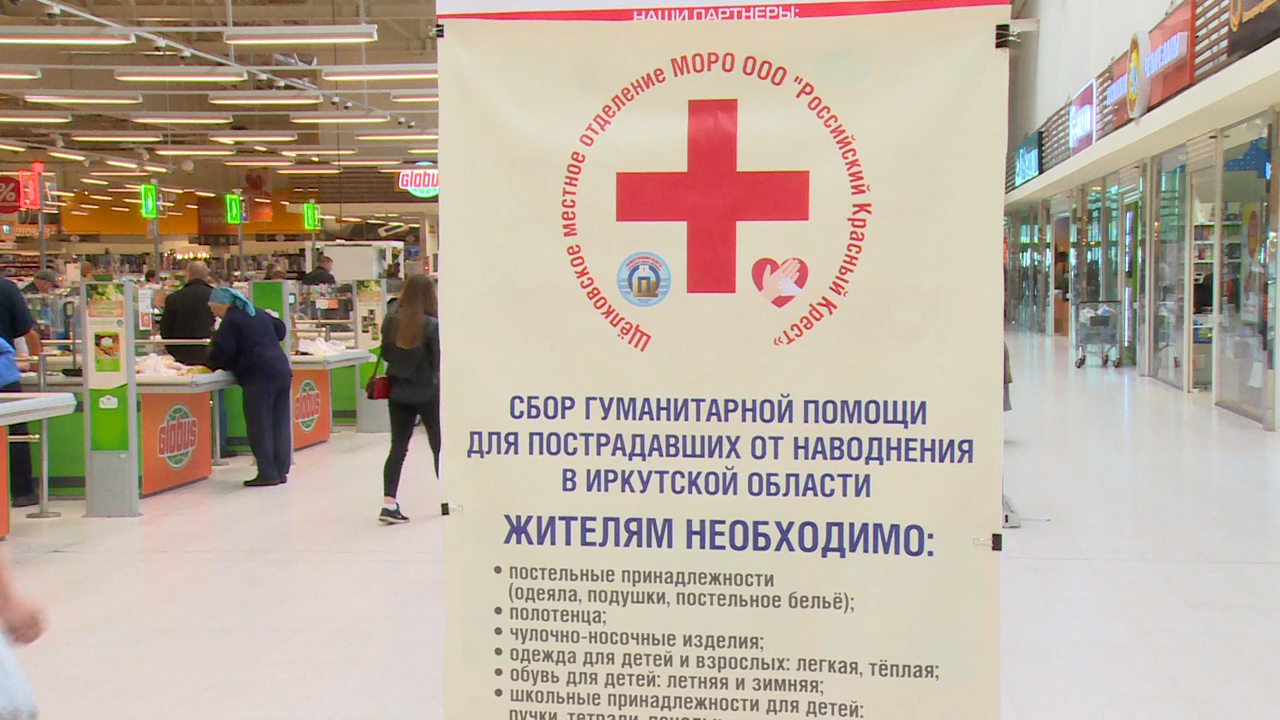 НАШИ ПАРТНЕРЫ:
Щёлковское местное отделение МОРО ООО "Российский Красный Крест"
СБОР ГУМАНИТАРНОЙ ПОМОЩИ
ДЛЯ ПОСТРАДАВШИХ ОТ НАВОДНЕНИЯ
В ИРКУТСКОЙ ОБЛАСТИ
ЖИТЕЛЯМ НЕОБХОДИМО:
• постельные принадлежности
(одеяла, подушки, постельное бельё);
• полотенца;
• чулочно-носочные изделия;
• одежда для детей и взрослых: легкая, тёплая;
• обувь для детей: летняя и зимняя;
• школьные принадлежности для детей:
ручки, тетради,
GLOBUS
%
GLOBUS
GLOBUS